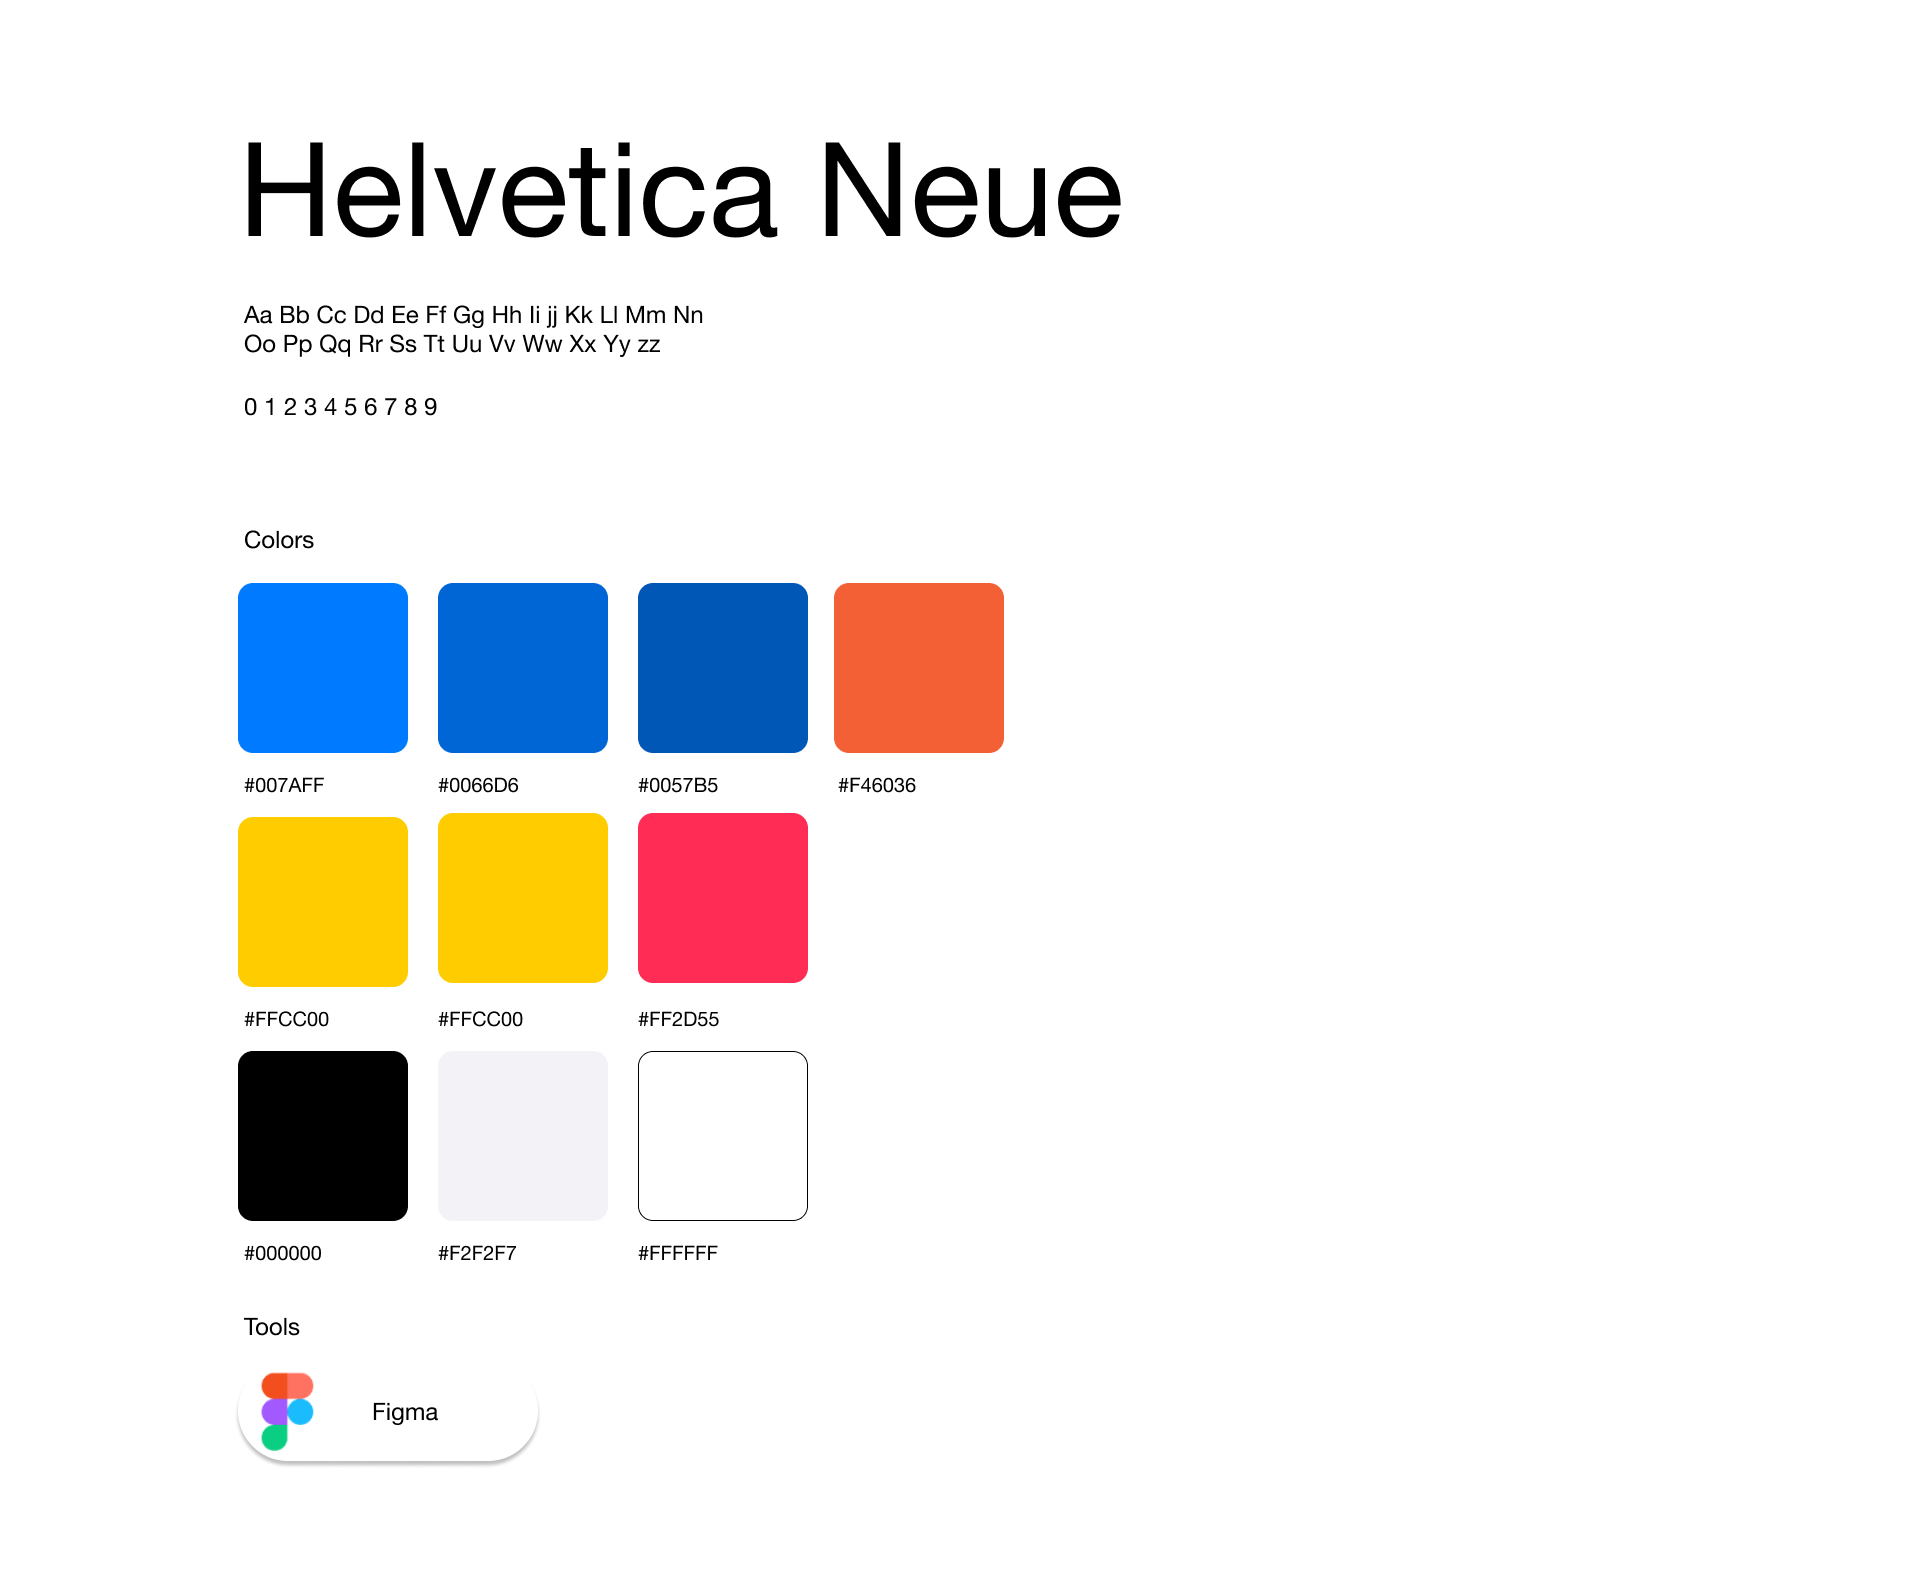 Helvetica Neue
Aa Bb Cc Dd Ee Ff Gg Hh Ii jj Kk Ll Mm Nn
Oo Pp Qq Rr Ss Tt Uu Vv Ww Xx Yy zz
0 1 2 3 4 5 6 7 8 9
Colors
#007AFF #0066D6 #0057B5 #F46036
#FFCC00 #FFCC00 #FF2D55
#000000 #F2F2F7 #FFFFFF
Tools
Figma